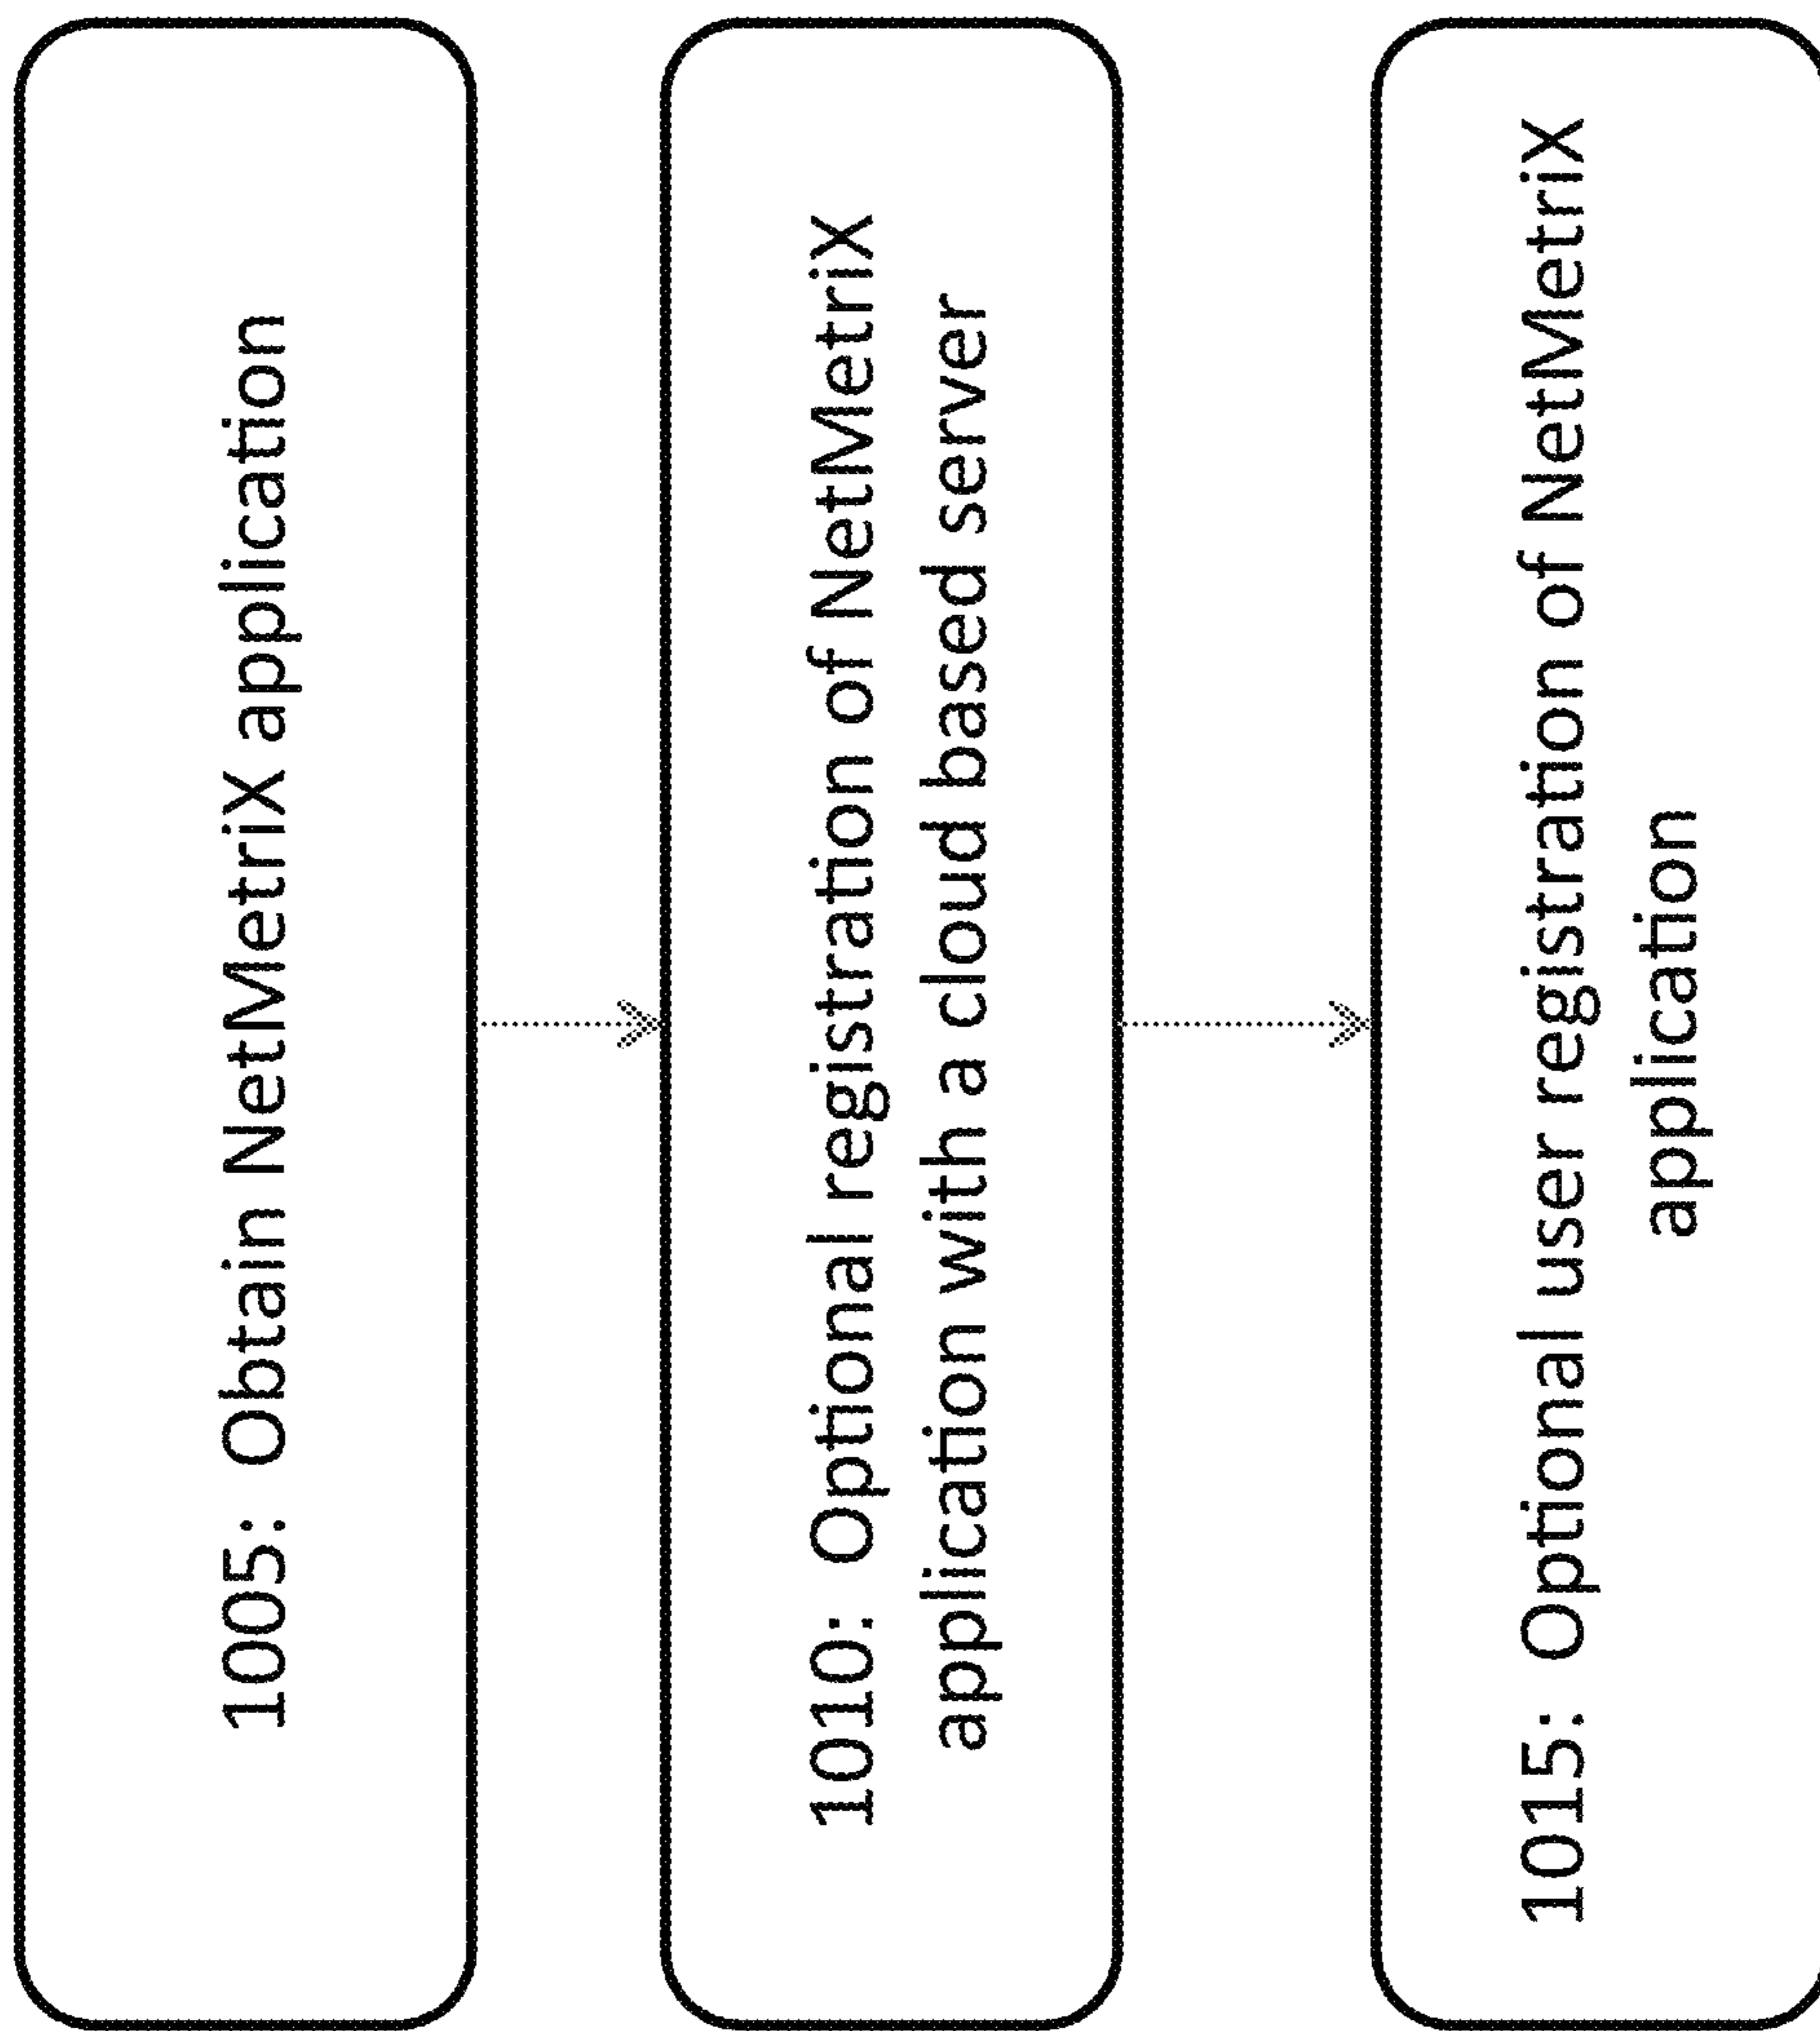 1005: Obtain NetMetriX application
1010: Optional registration of NetMetriX
application with a cloud based server
1015: Optional user registration of NetMetriX
application